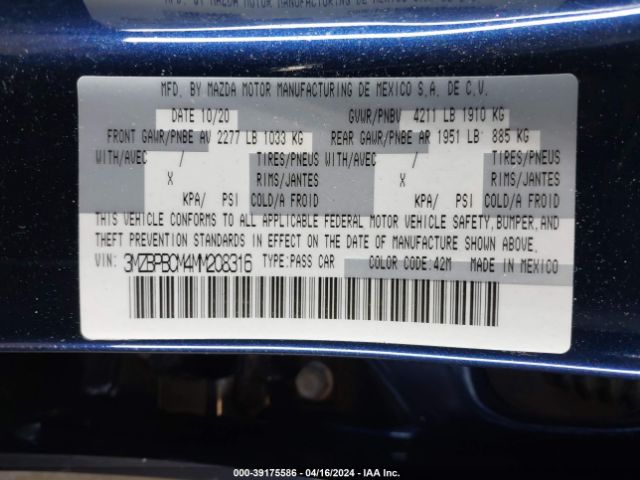 MFD. BY MAZDA MOTOR MANUFACTURING DE MEXICO S.A. DE C.V.
DATE 10/20 GVWR/PNBV 4211 LB 1910 KG
FRONT GAWR/PNBE AV 2277 LB 1033 KG REAR GAWR/PNBE AR 1951 LB 885 KG
WITH/AVEC / TIRES/PNEUS WITH/AVEC / TIRES/PNEUS
X RIMS/JANTES X RIMS/JANTES
KPA/ PSI COLD/A FROID KPA/ PSI COLD/A FROID
THIS VEHICLE CONFORMS TO ALL APPLICABLE FEDERAL MOTOR VEHICLE SAFETY, BUMPER, AND
THEFT PREVENTION STANDARDS IN EFFECT ON THE DATE OF MANUFACTURE SHOWN ABOVE.
VIN: 3MZBPBCM4MM208316 TYPE:PASS CAR COLOR CODE:42M MADE IN MEXICO
000-39175586 - 04/16/2024 - IAA Inc.